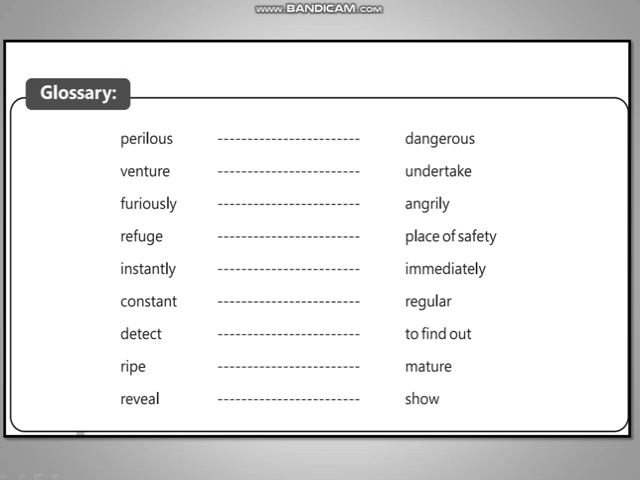 www.BANDICAM.com
Glossary:
perilous ------------------------ dangerous
venture ------------------------ undertake
furiously ------------------------ angrily
refuge ------------------------ place of safety
instantly ------------------------ immediately
constant ------------------------ regular
detect ------------------------ to find out
ripe ------------------------ mature
reveal ------------------------ show